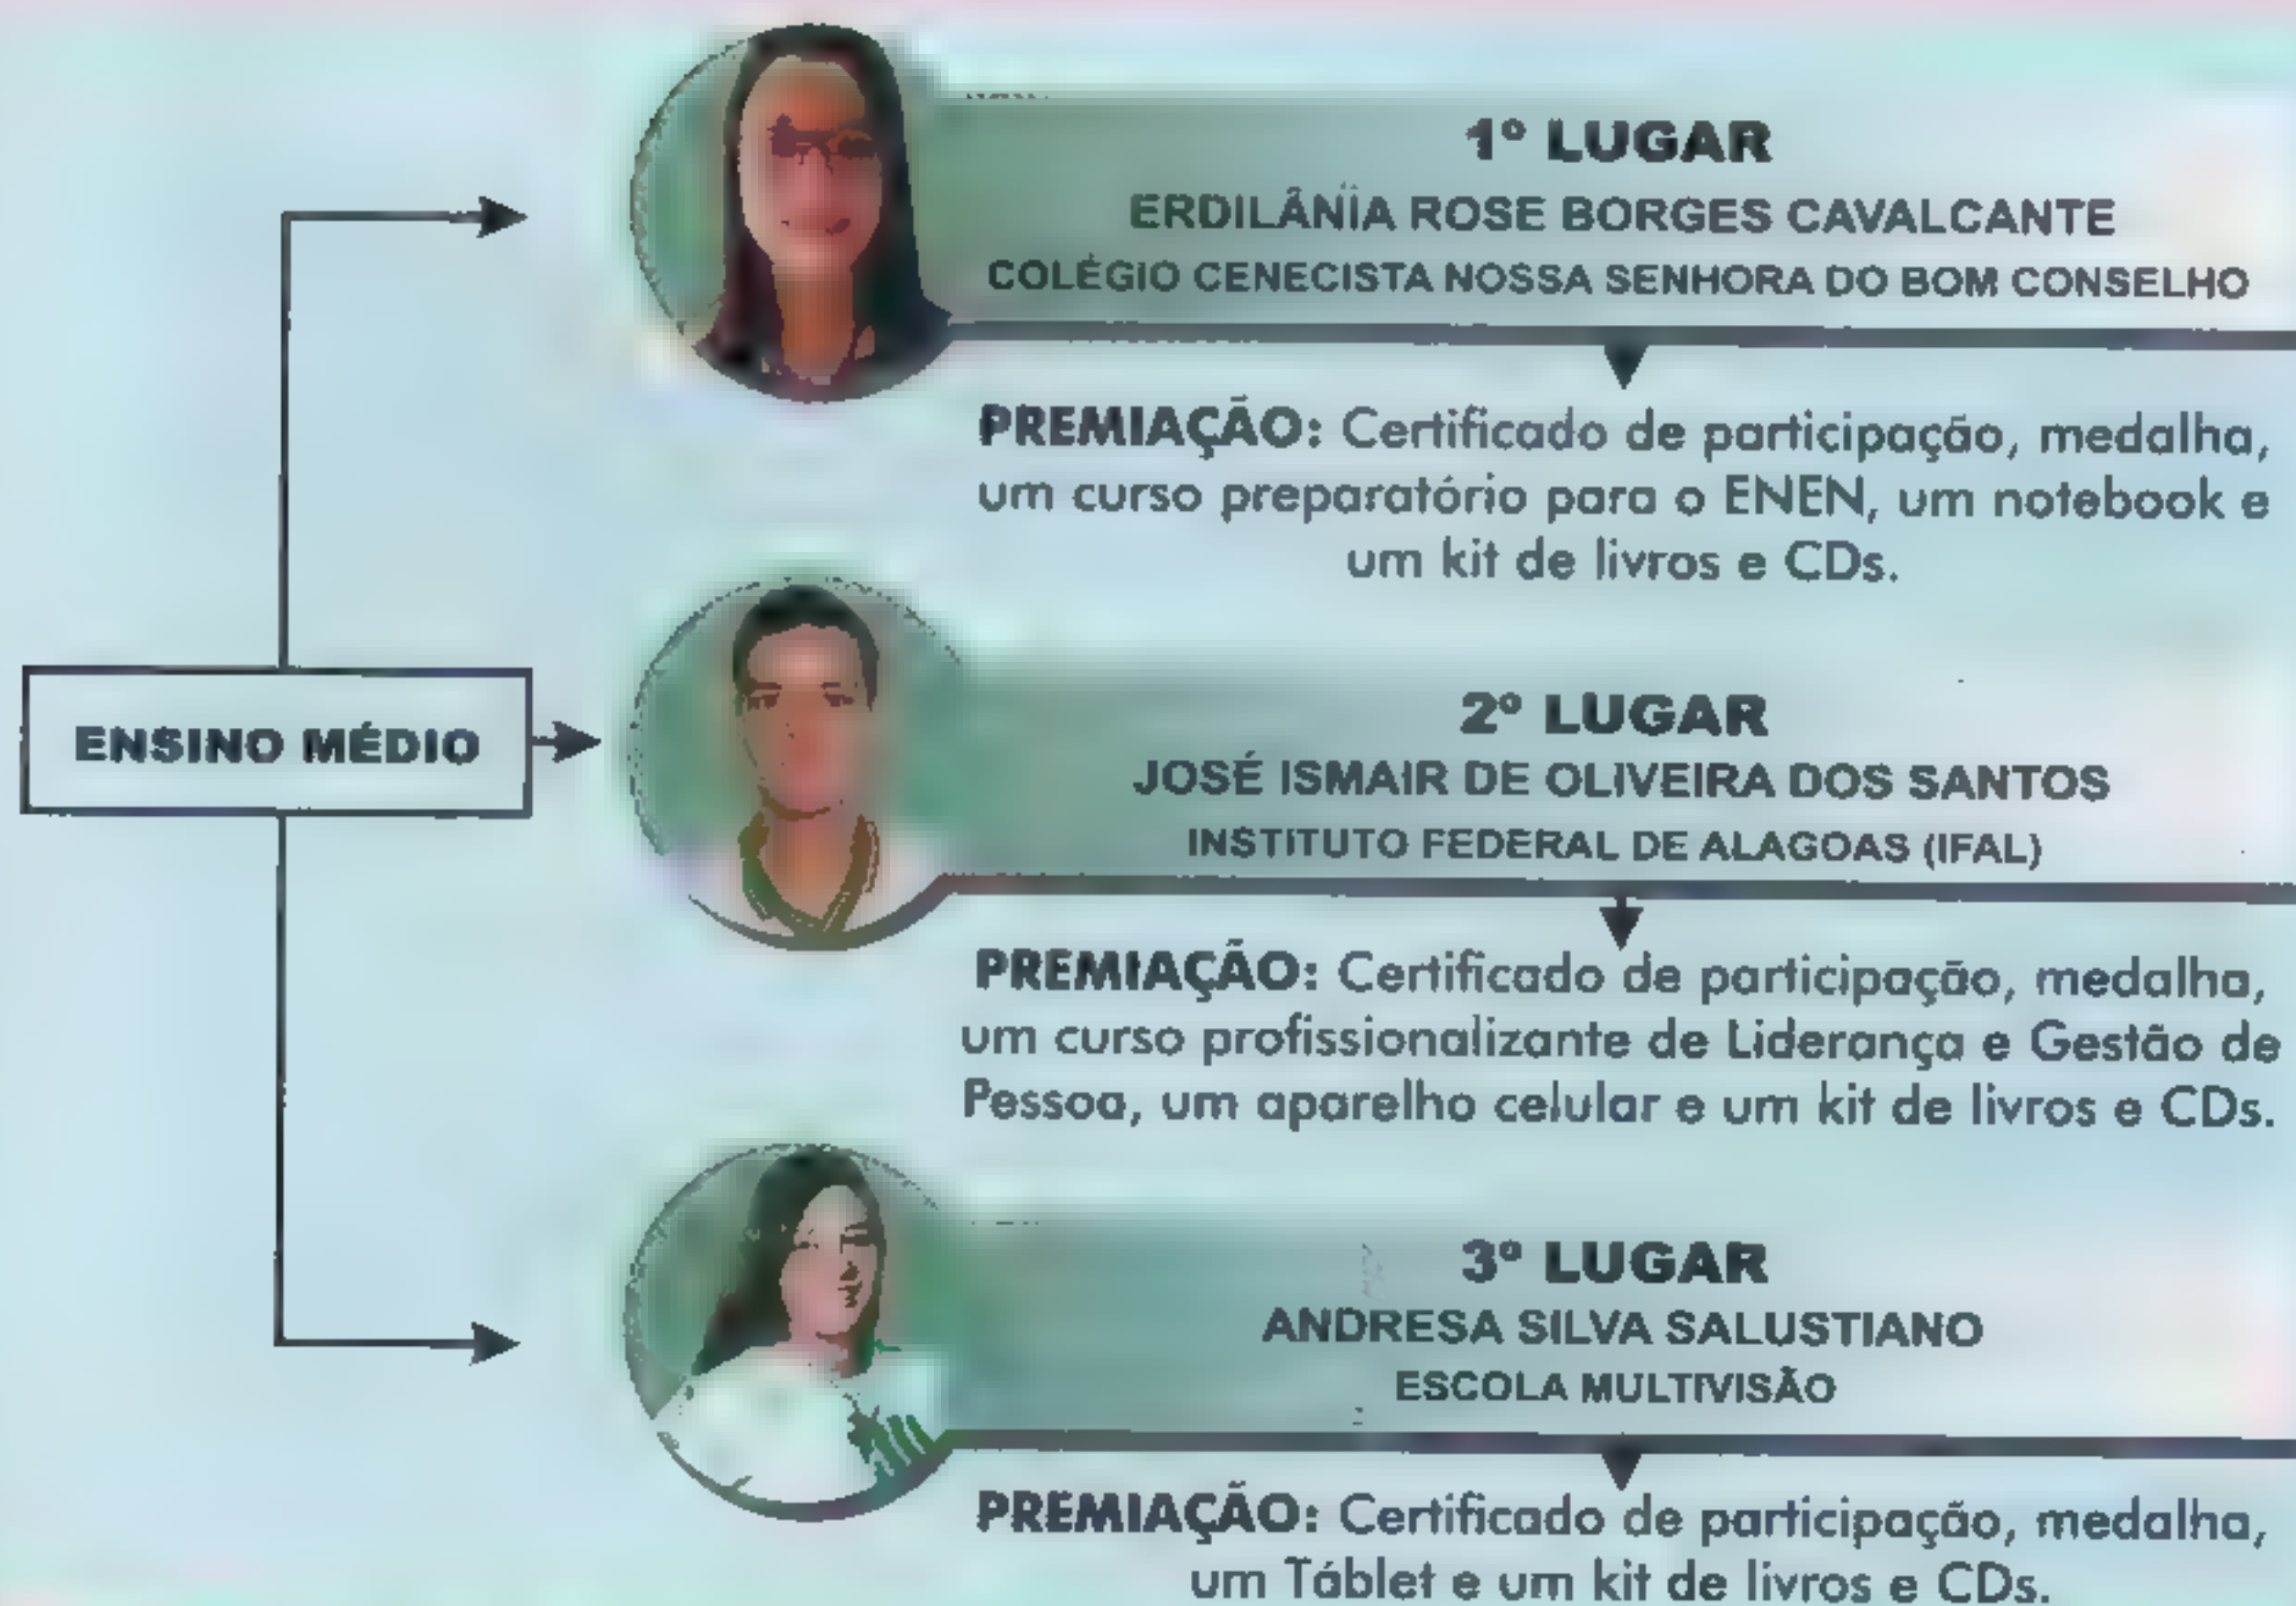 1º LUGAR
ERDILÂNIA ROSE BORGES CAVALCANTE
COLÉGIO CENECISTA NOSSA SENHORA DO BOM CONSELHO
PREMIAÇÃO: Certificado de participação, medalha,
um curso preparatório para o ENEN, um notebook e
um kit de livros e CDs.
ENSINO MÉDIO
2º LUGAR
JOSÉ ISMAIR DE OLIVEIRA DOS SANTOS
INSTITUTO FEDERAL DE ALAGOAS (IFAL)
PREMIAÇÃO: Certificado de participação, medalha,
um curso profissionalizante de Liderança e Gestão de
Pessoa, um aparelho celular e um kit de livros e CDs.
3º LUGAR
ANDRESA SILVA SALUSTIANO
ESCOLA MULTIVISÃO
PREMIAÇÃO: Certificado de participação, medalha,
um Táblet e um kit de livros e CDs.